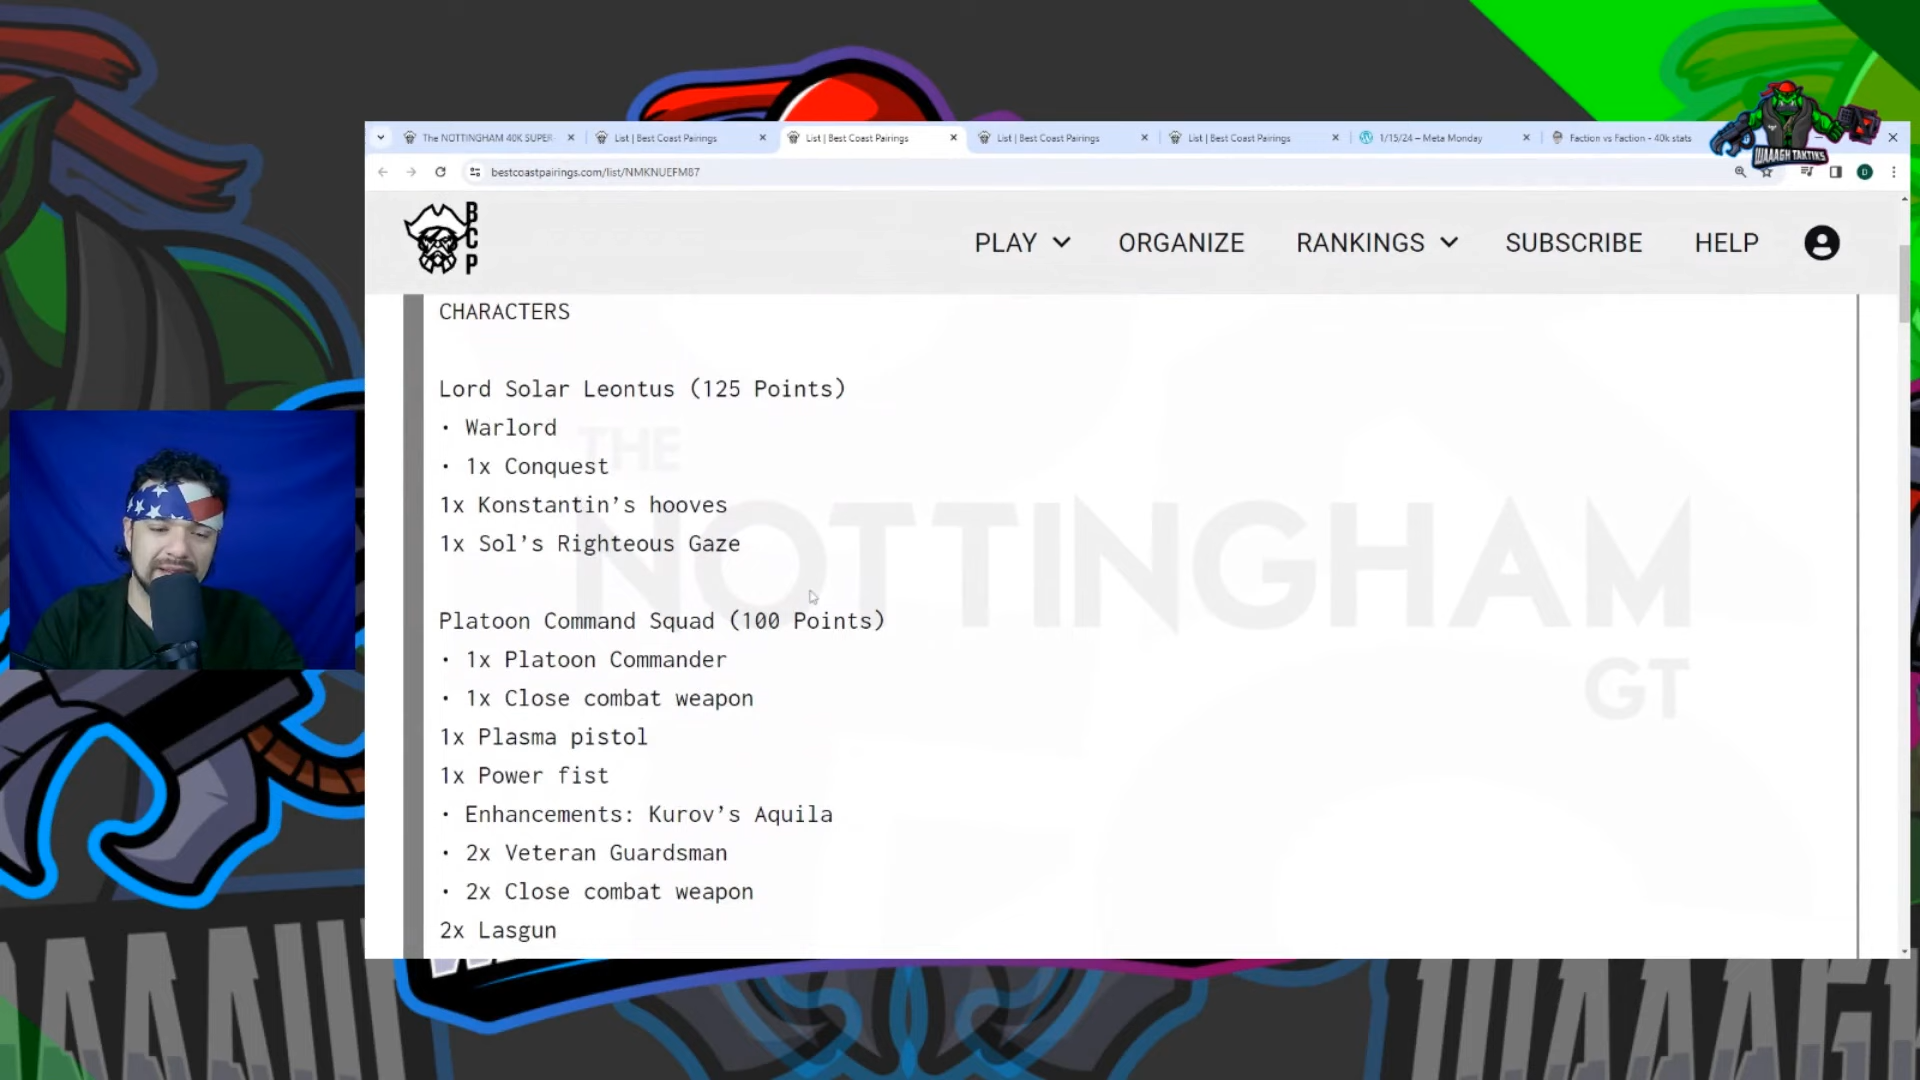 The NOTTINGHAM 40K SUPER
List | Best Coast Pairings
List | Best Coast Pairings
List | Best Coast Pairings
List | Best Coast Pairings
1/15/24 – Meta Monday
Faction vs Faction - 40k stats
WAAAGH TAKTIKS
bestcoastpairings.com/list/NMKNUEFM87
BCP
PLAY
ORGANIZE
RANKINGS
SUBSCRIBE
HELP
CHARACTERS
Lord Solar Leontus (125 Points)
• Warlord
• 1x Conquest
1x Konstantin’s hooves
1x Sol’s Righteous Gaze
Platoon Command Squad (100 Points)
• 1x Platoon Commander
• 1x Close combat weapon
1x Plasma pistol
1x Power fist
• Enhancements: Kurov’s Aquila
• 2x Veteran Guardsman
• 2x Close combat weapon
2x Lasgun
THE
NOTTINGHAM
GT